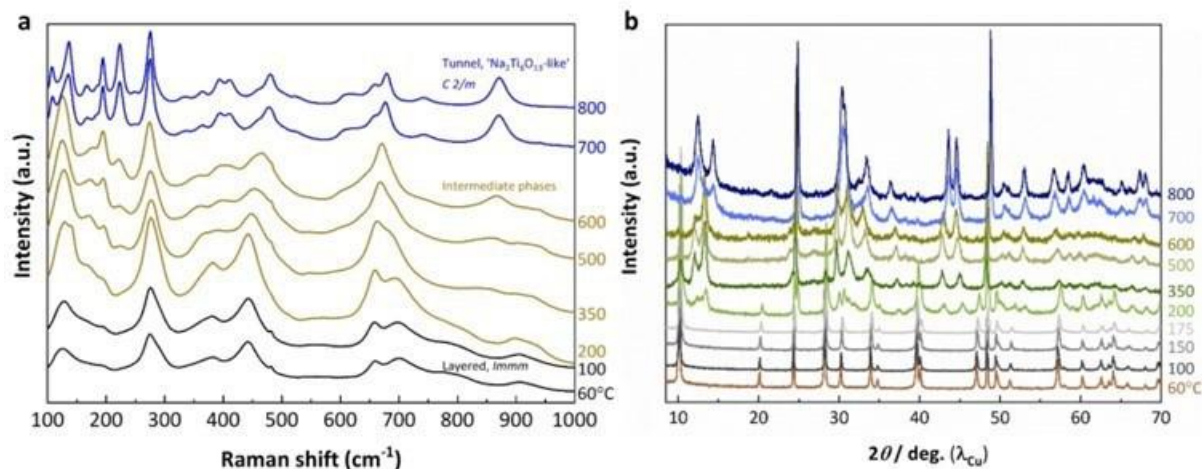 a
Intensity (a.u.)
Tunnel, 'Na₂Ti₆O₁₃-like'
C 2/m
800
700
Intermediate phases
600
500
350
200
100
Layered, Immm
60°C
100 200 300 400 500 600 700 800 900 1000
Raman shift (cm⁻¹)
b
Intensity (a.u.)
800
700
600
500
350
200
175
150
100
60°C
10 20 30 40 50 60 70
2θ/ deg. (λCu)